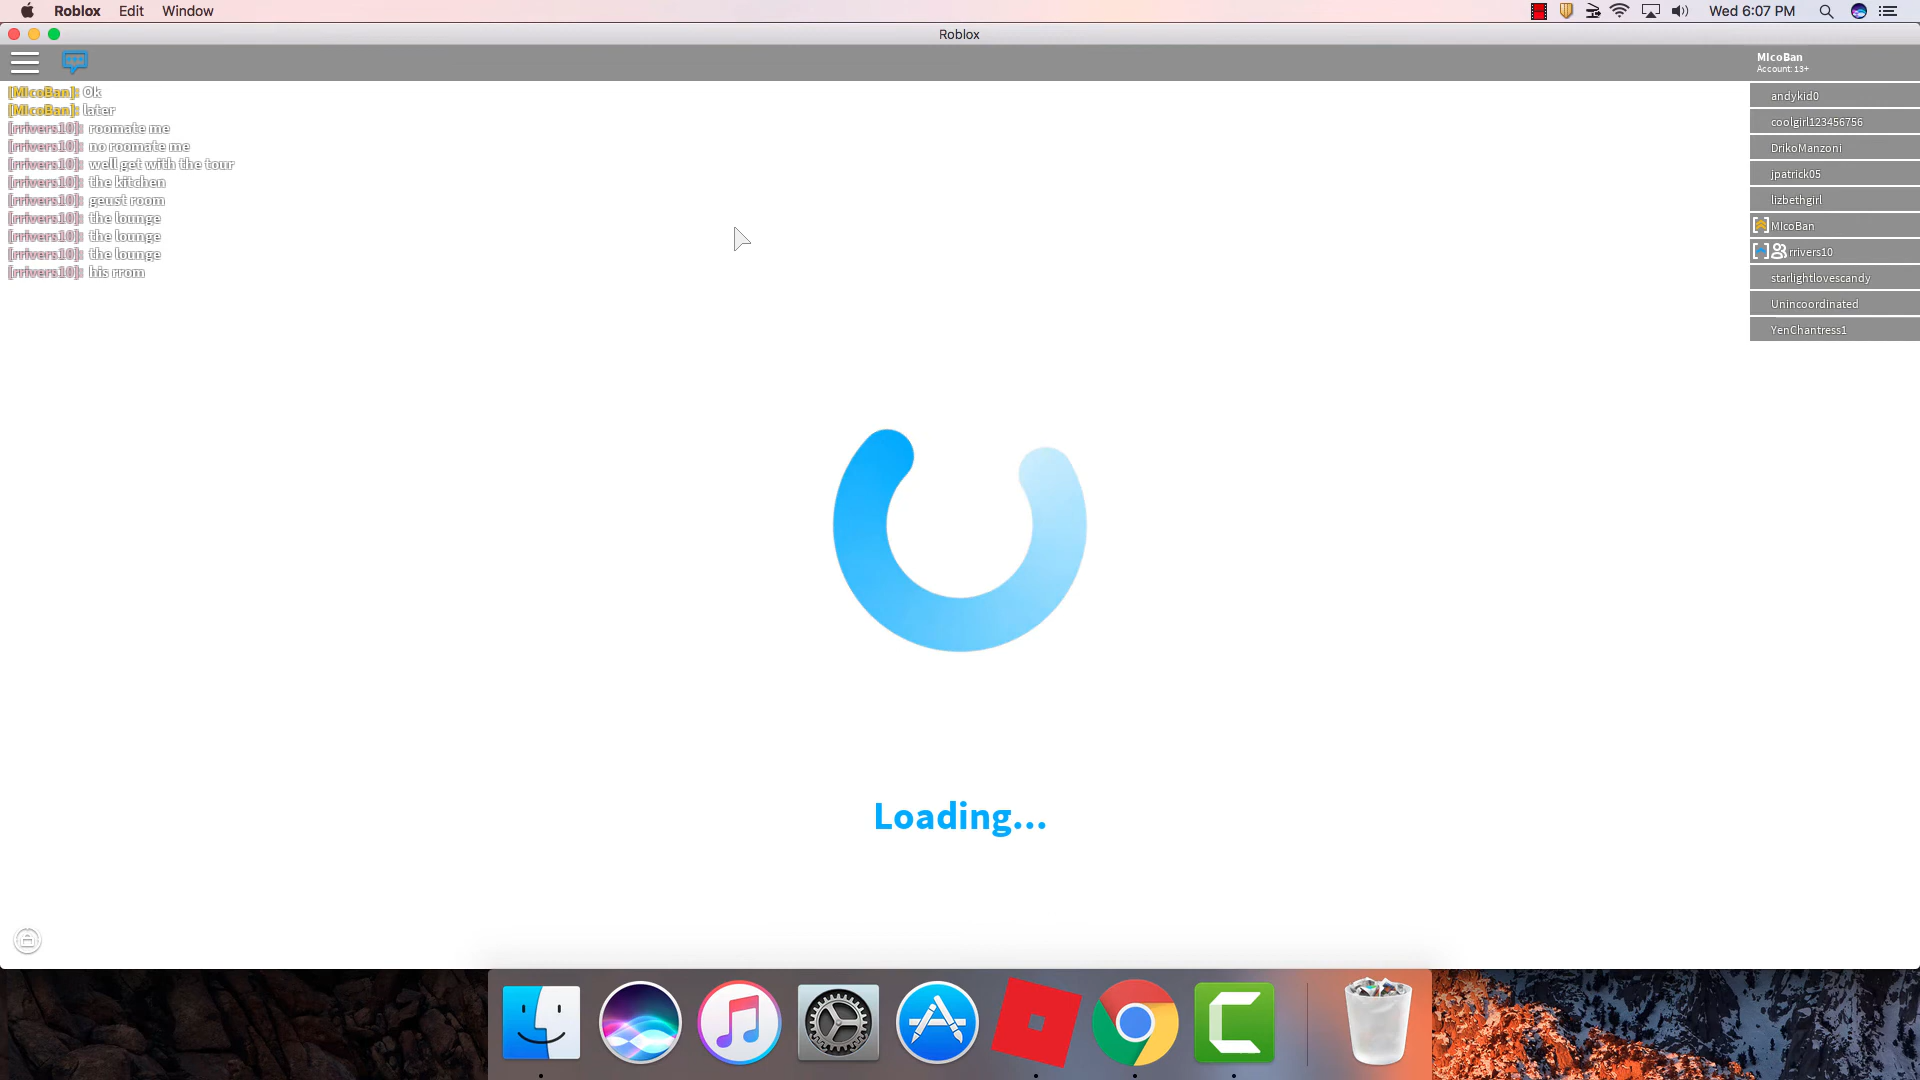 Roblox Edit Window Wed 6:07 PM
Roblox
MIcoBan
Account: 13+
[MIcoBan]: Ok
[MIcoBan]: later
[rrivers10]: roomate me
[rrivers10]: no roomate me
[rrivers10]: well get with the tour
[rrivers10]: the kitchen
[rrivers10]: geust room
[rrivers10]: the lounge
[rrivers10]: the lounge
[rrivers10]: the lounge
[rrivers10]: his rrom
andykid0
coolgirl123456756
DrikoManzoni
jpatrick05
lizbethgirl
MIcoBan
rrivers10
starlightlovescandy
Unincoordinated
YenChantress1
Loading...